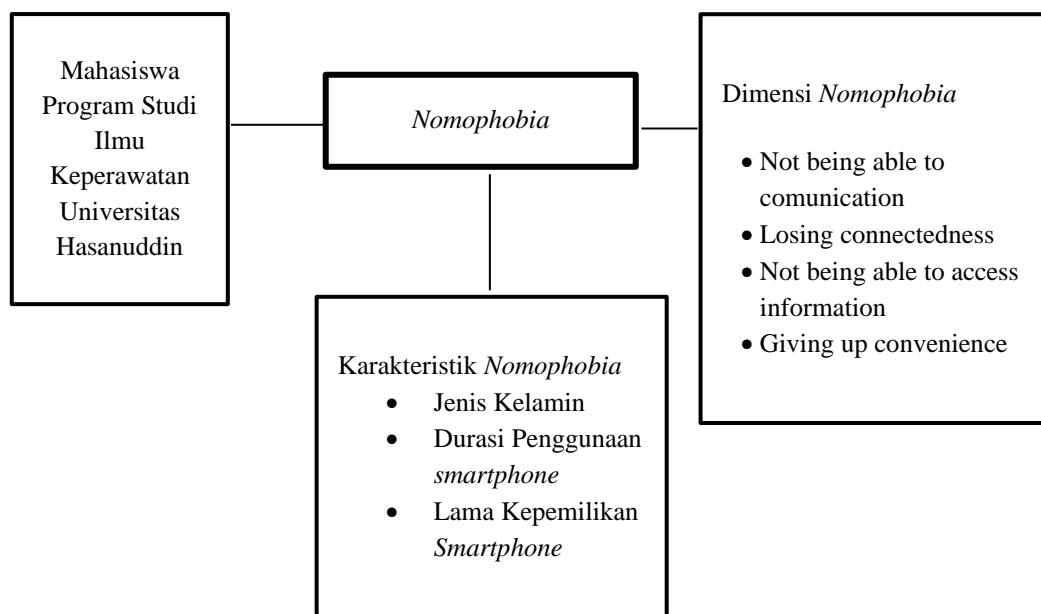 Mahasiswa
Program Studi
Ilmu
Keperawatan
Universitas
Hasanuddin
Nomophobia
Dimensi Nomophobia
• Not being able to
comunication
• Losing connectedness
• Not being able to access
information
• Giving up convenience
Karakteristik Nomophobia
• Jenis Kelamin
• Durasi Penggunaan
smartphone
• Lama Kepemilikan
Smartphone